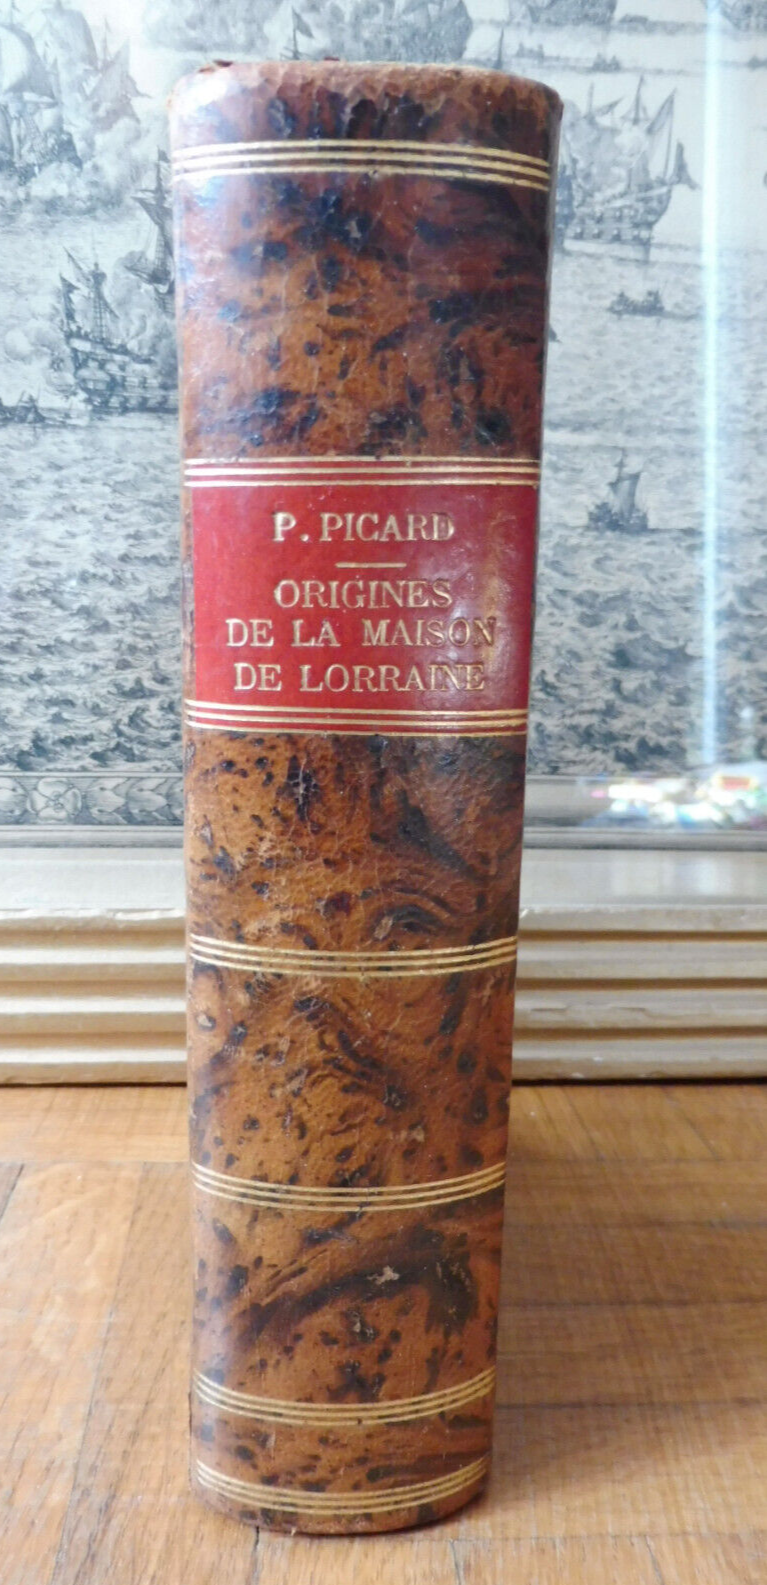 P. PICARD
ORIGINES
DE LA MAISON
DE LORRAINE